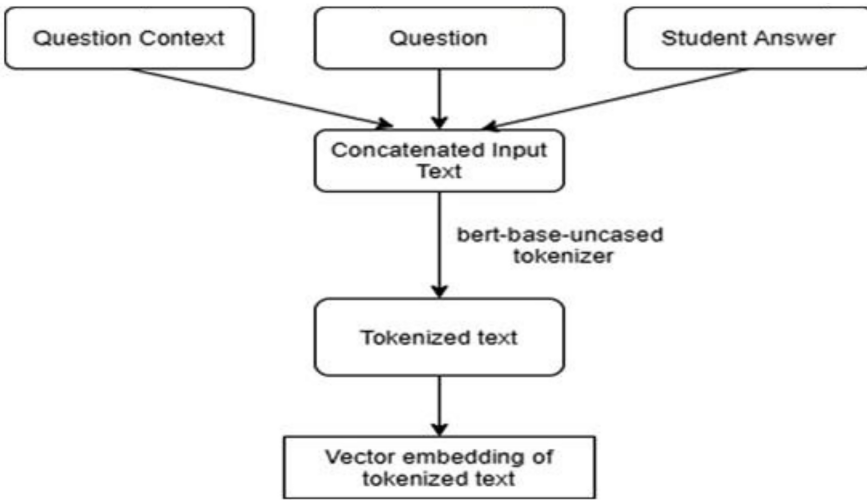 Question Context
Question
Student Answer
Concatenated Input
Text
bert-base-uncased
tokenizer
Tokenized text
Vector embedding of
tokenized text